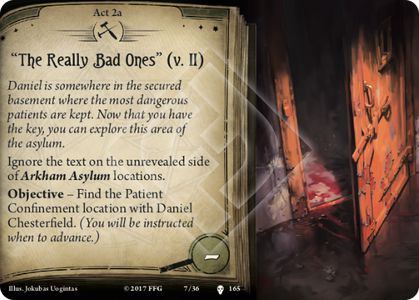 Act 2a
“The Really Bad Ones” (v. II)
Daniel is somewhere in the secured
basement where the most dangerous
patients are kept. Now that you have
the key, you can explore this area of
the asylum.
Ignore the text on the unrevealed side
of Arkham Asylum locations.
Objective – Find the Patient
Confinement location with Daniel
Chesterfield. (You will be instructed
when to advance.)
–
Illus. Jokubas Uogintas © 2017 FFG 7/36 165